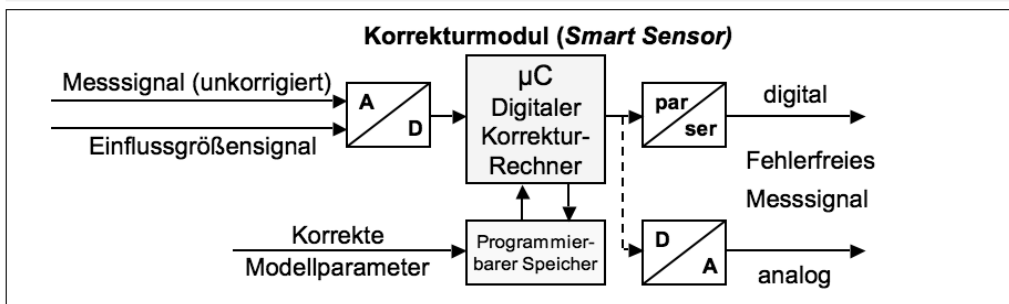 Korrekturmodul (Smart Sensor)
Messsignal (unkorrigiert)
Einflussgrößensignal
A
D
µC
Digitaler
Korrektur-
Rechner
par
ser
digital
Fehlerfreies
Messsignal
Korrekte
Modellparameter
Programmier-
barer Speicher
D
A
analog